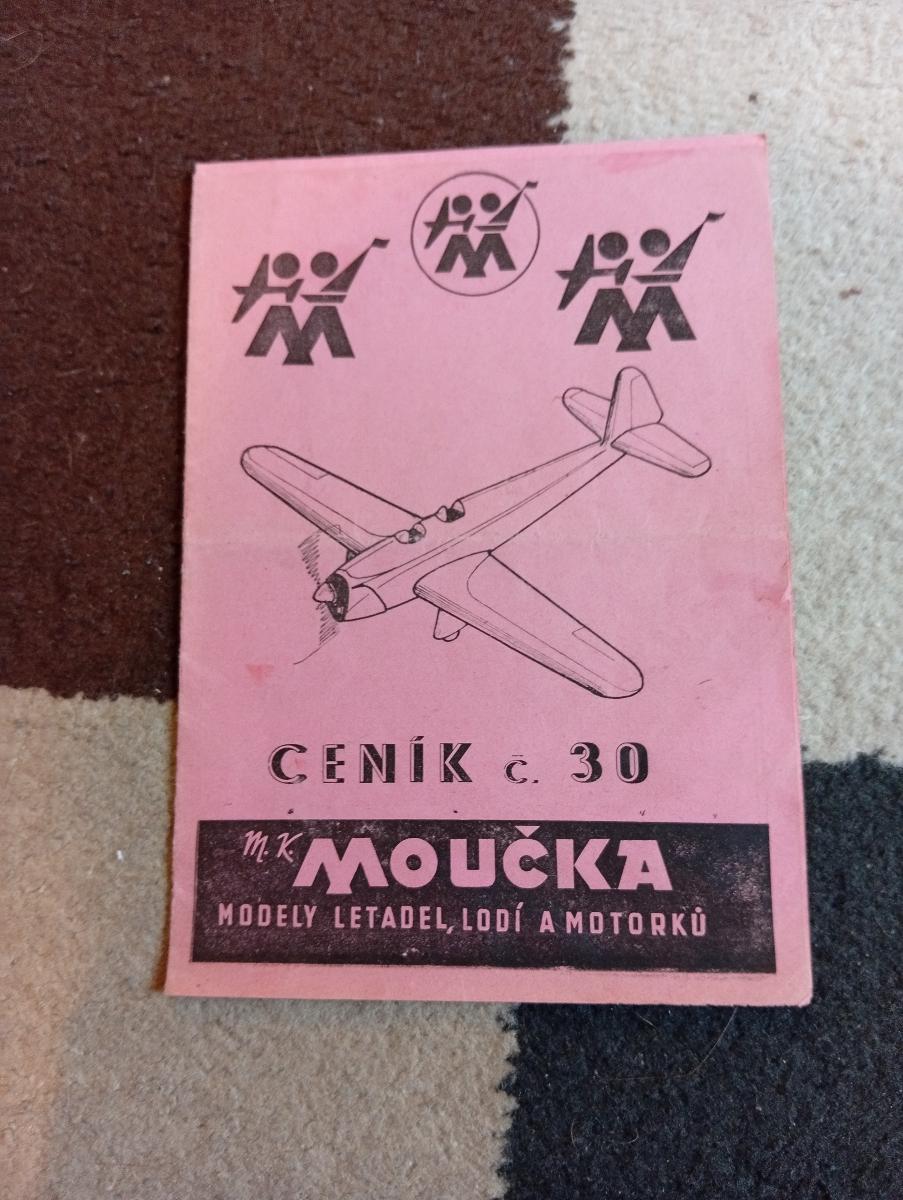 CENÍK č. 30
M. K. MOUČKA
MODELY LETADEL, LODÍ A MOTORKŮ